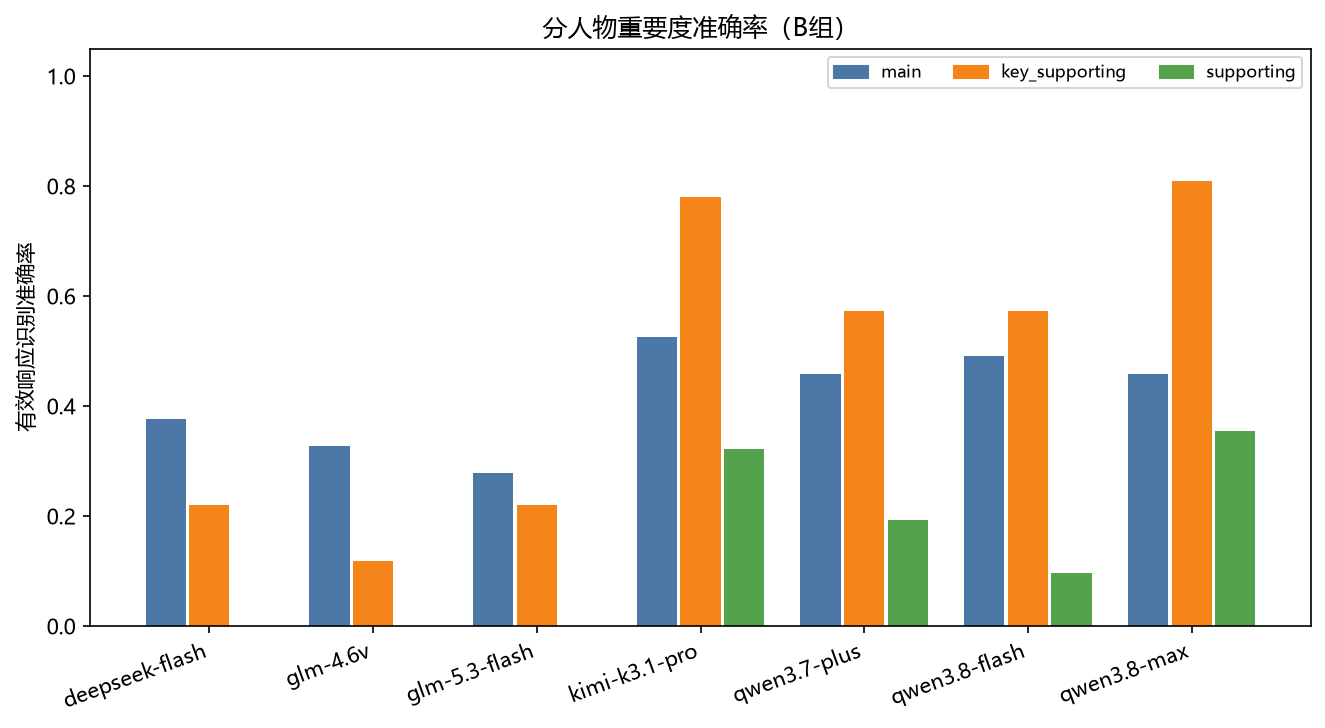 分人物重要度准确率（B组）
main key_supporting supporting
有效响应识别准确率
1.0
0.8
0.6
0.4
0.2
0.0
deepseek-flash
glm-4.6v
glm-5.3-flash
kimi-k3.1-pro
qwen3.7-plus
qwen3.8-flash
qwen3.8-max